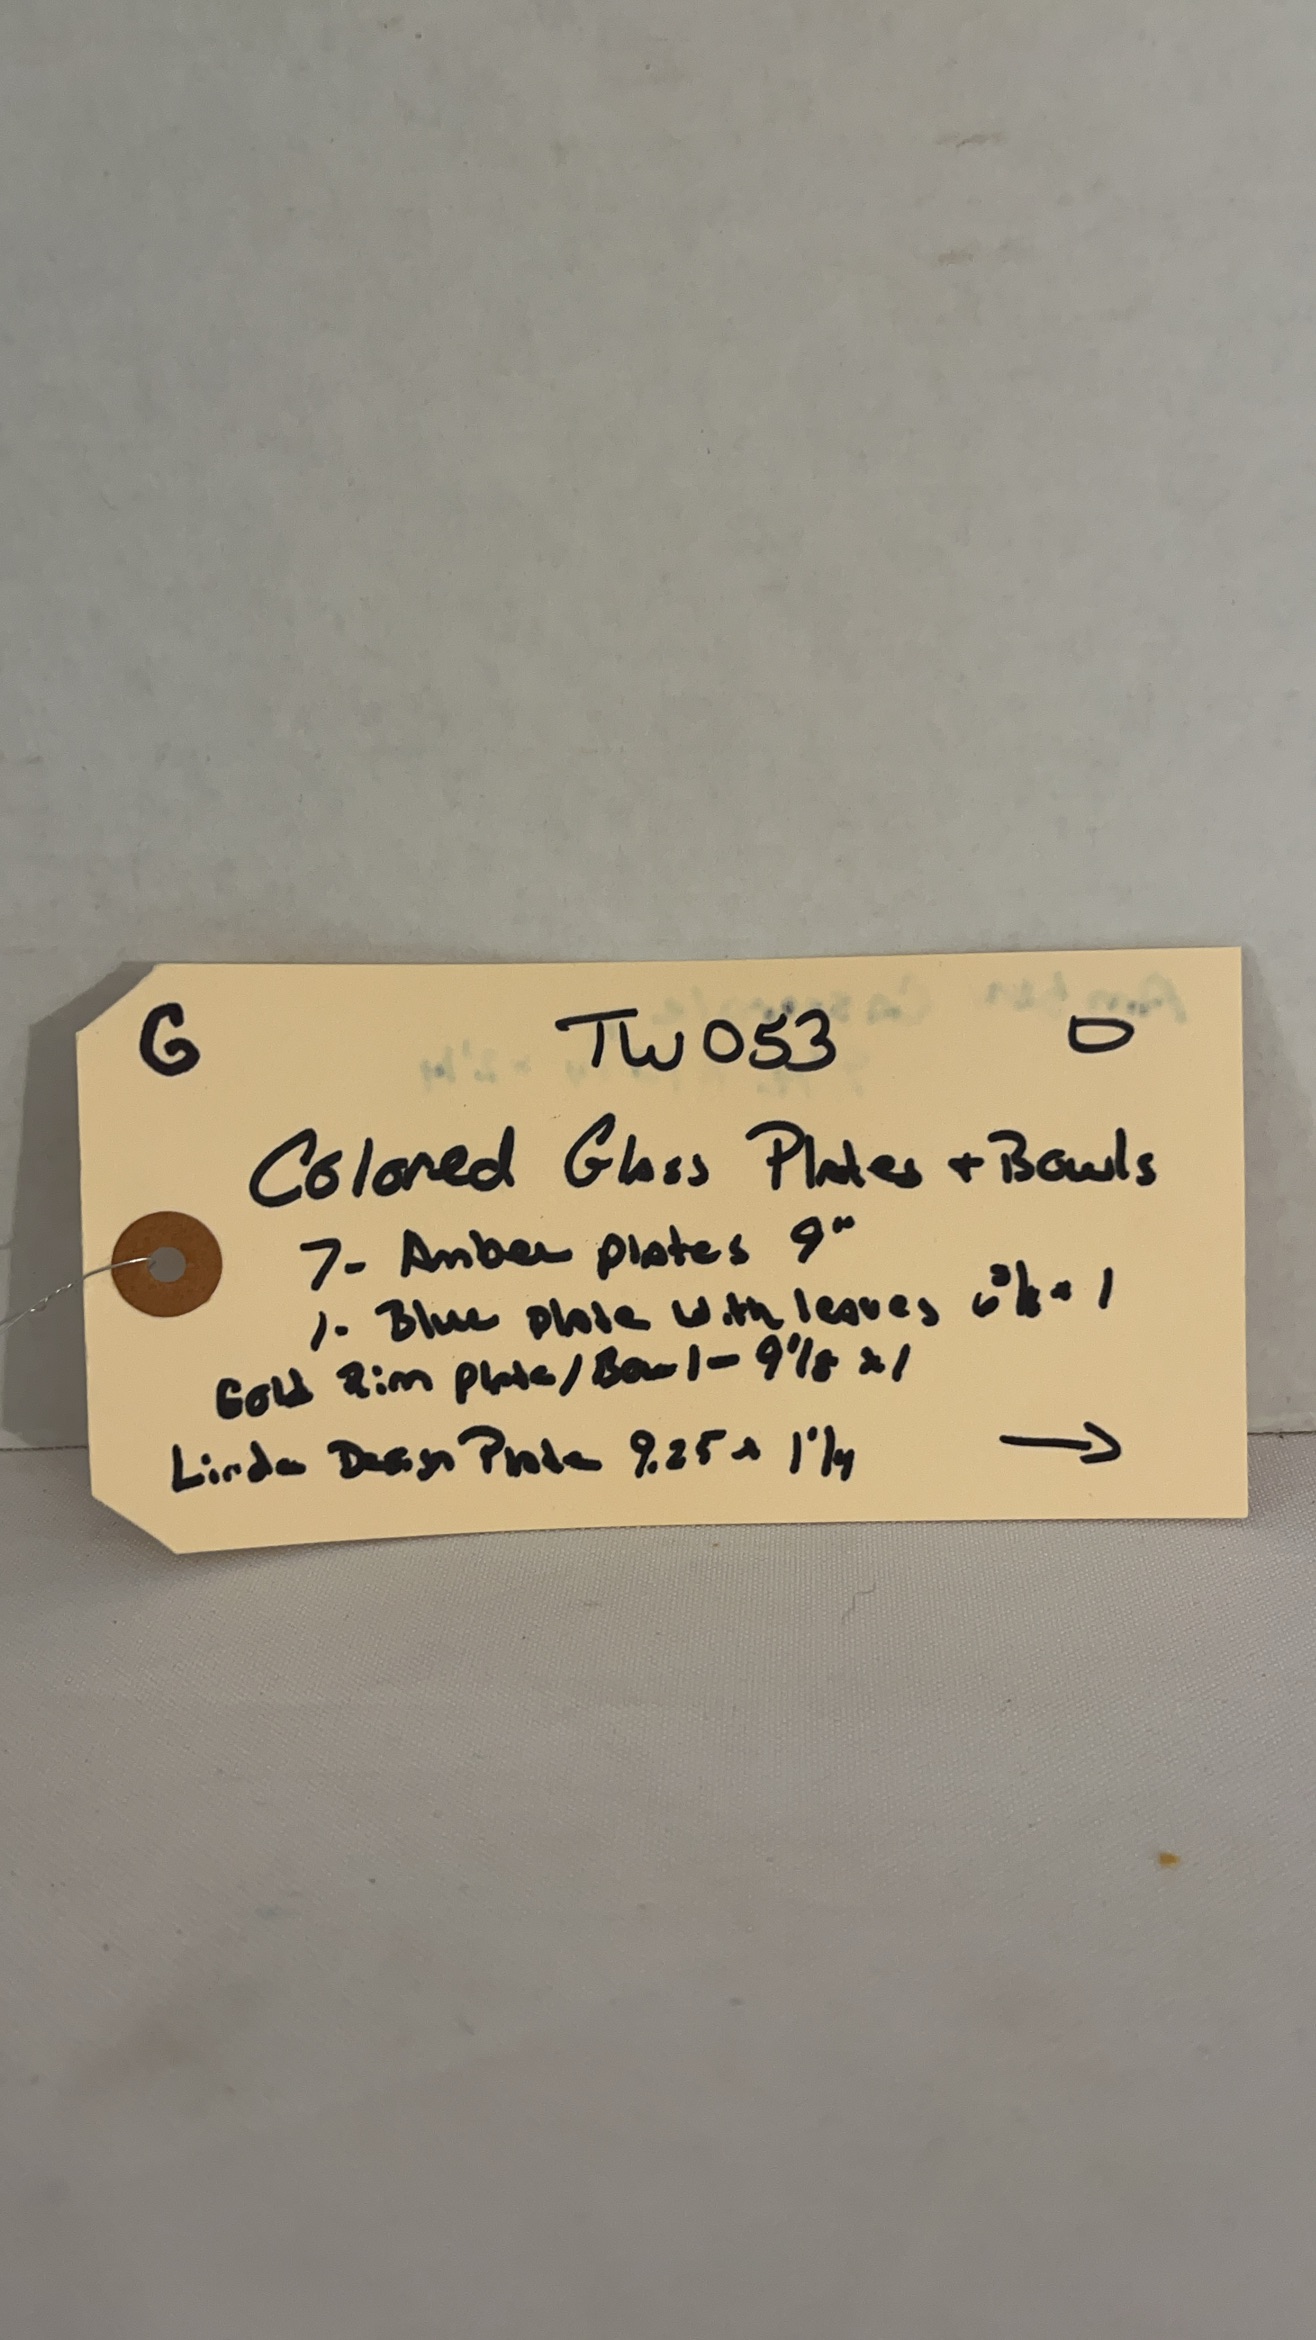 G TW053 D
Colored Glass Plates + Bowls
7- Amber plates 9"
1- Blue plate with leaves x 1
Gold Rim plate/Bowl- 9 1/8 x 1
Linda Design Plate 9.25 x 1 1/4
→